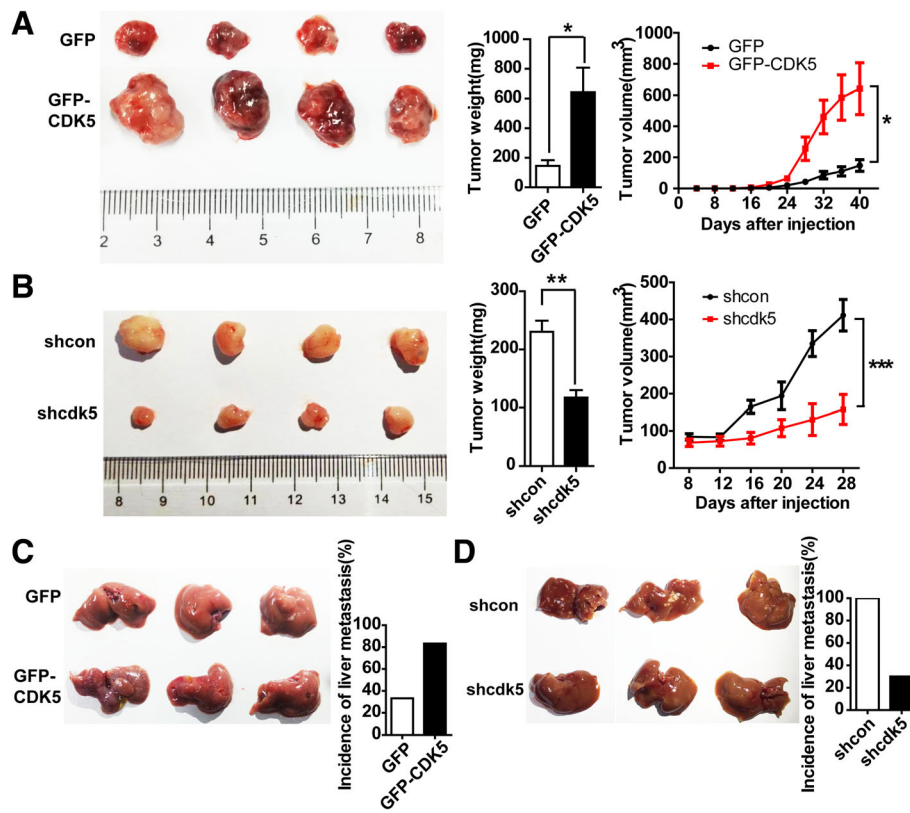 A
GFP
GFP-
CDK5
2 3 4 5 6 7 8
Tumor weight(mg)
1000
800
600
400
200
0
*
GFP
GFP-CDK5
Tumor volume(mm3)
1000
800
600
400
200
0
GFP
GFP-CDK5
*
0 8 16 24 32 40
Days after injection
B
shcon
shcdk5
8 9 10 11 12 13 14 15
Tumor weight(mg)
300
200
100
0
**
shcon
shcdk5
Tumor volume(mm3)
500
400
300
200
100
0
shcon
shcdk5
***
8 12 16 20 24 28
Days after injection
C
GFP
GFP-
CDK5
Incidence of liver metastasis(%)
100
80
60
40
20
0
GFP
GFP-CDK5
D
shcon
shcdk5
Incidence of liver metastasis(%)
100
80
60
40
20
0
shcon
shcdk5